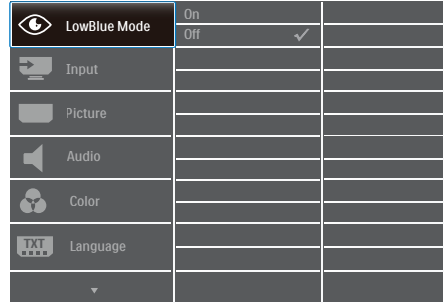 LowBlue Mode
On
Off
Input
Picture
Audio
Color
TXT
Language